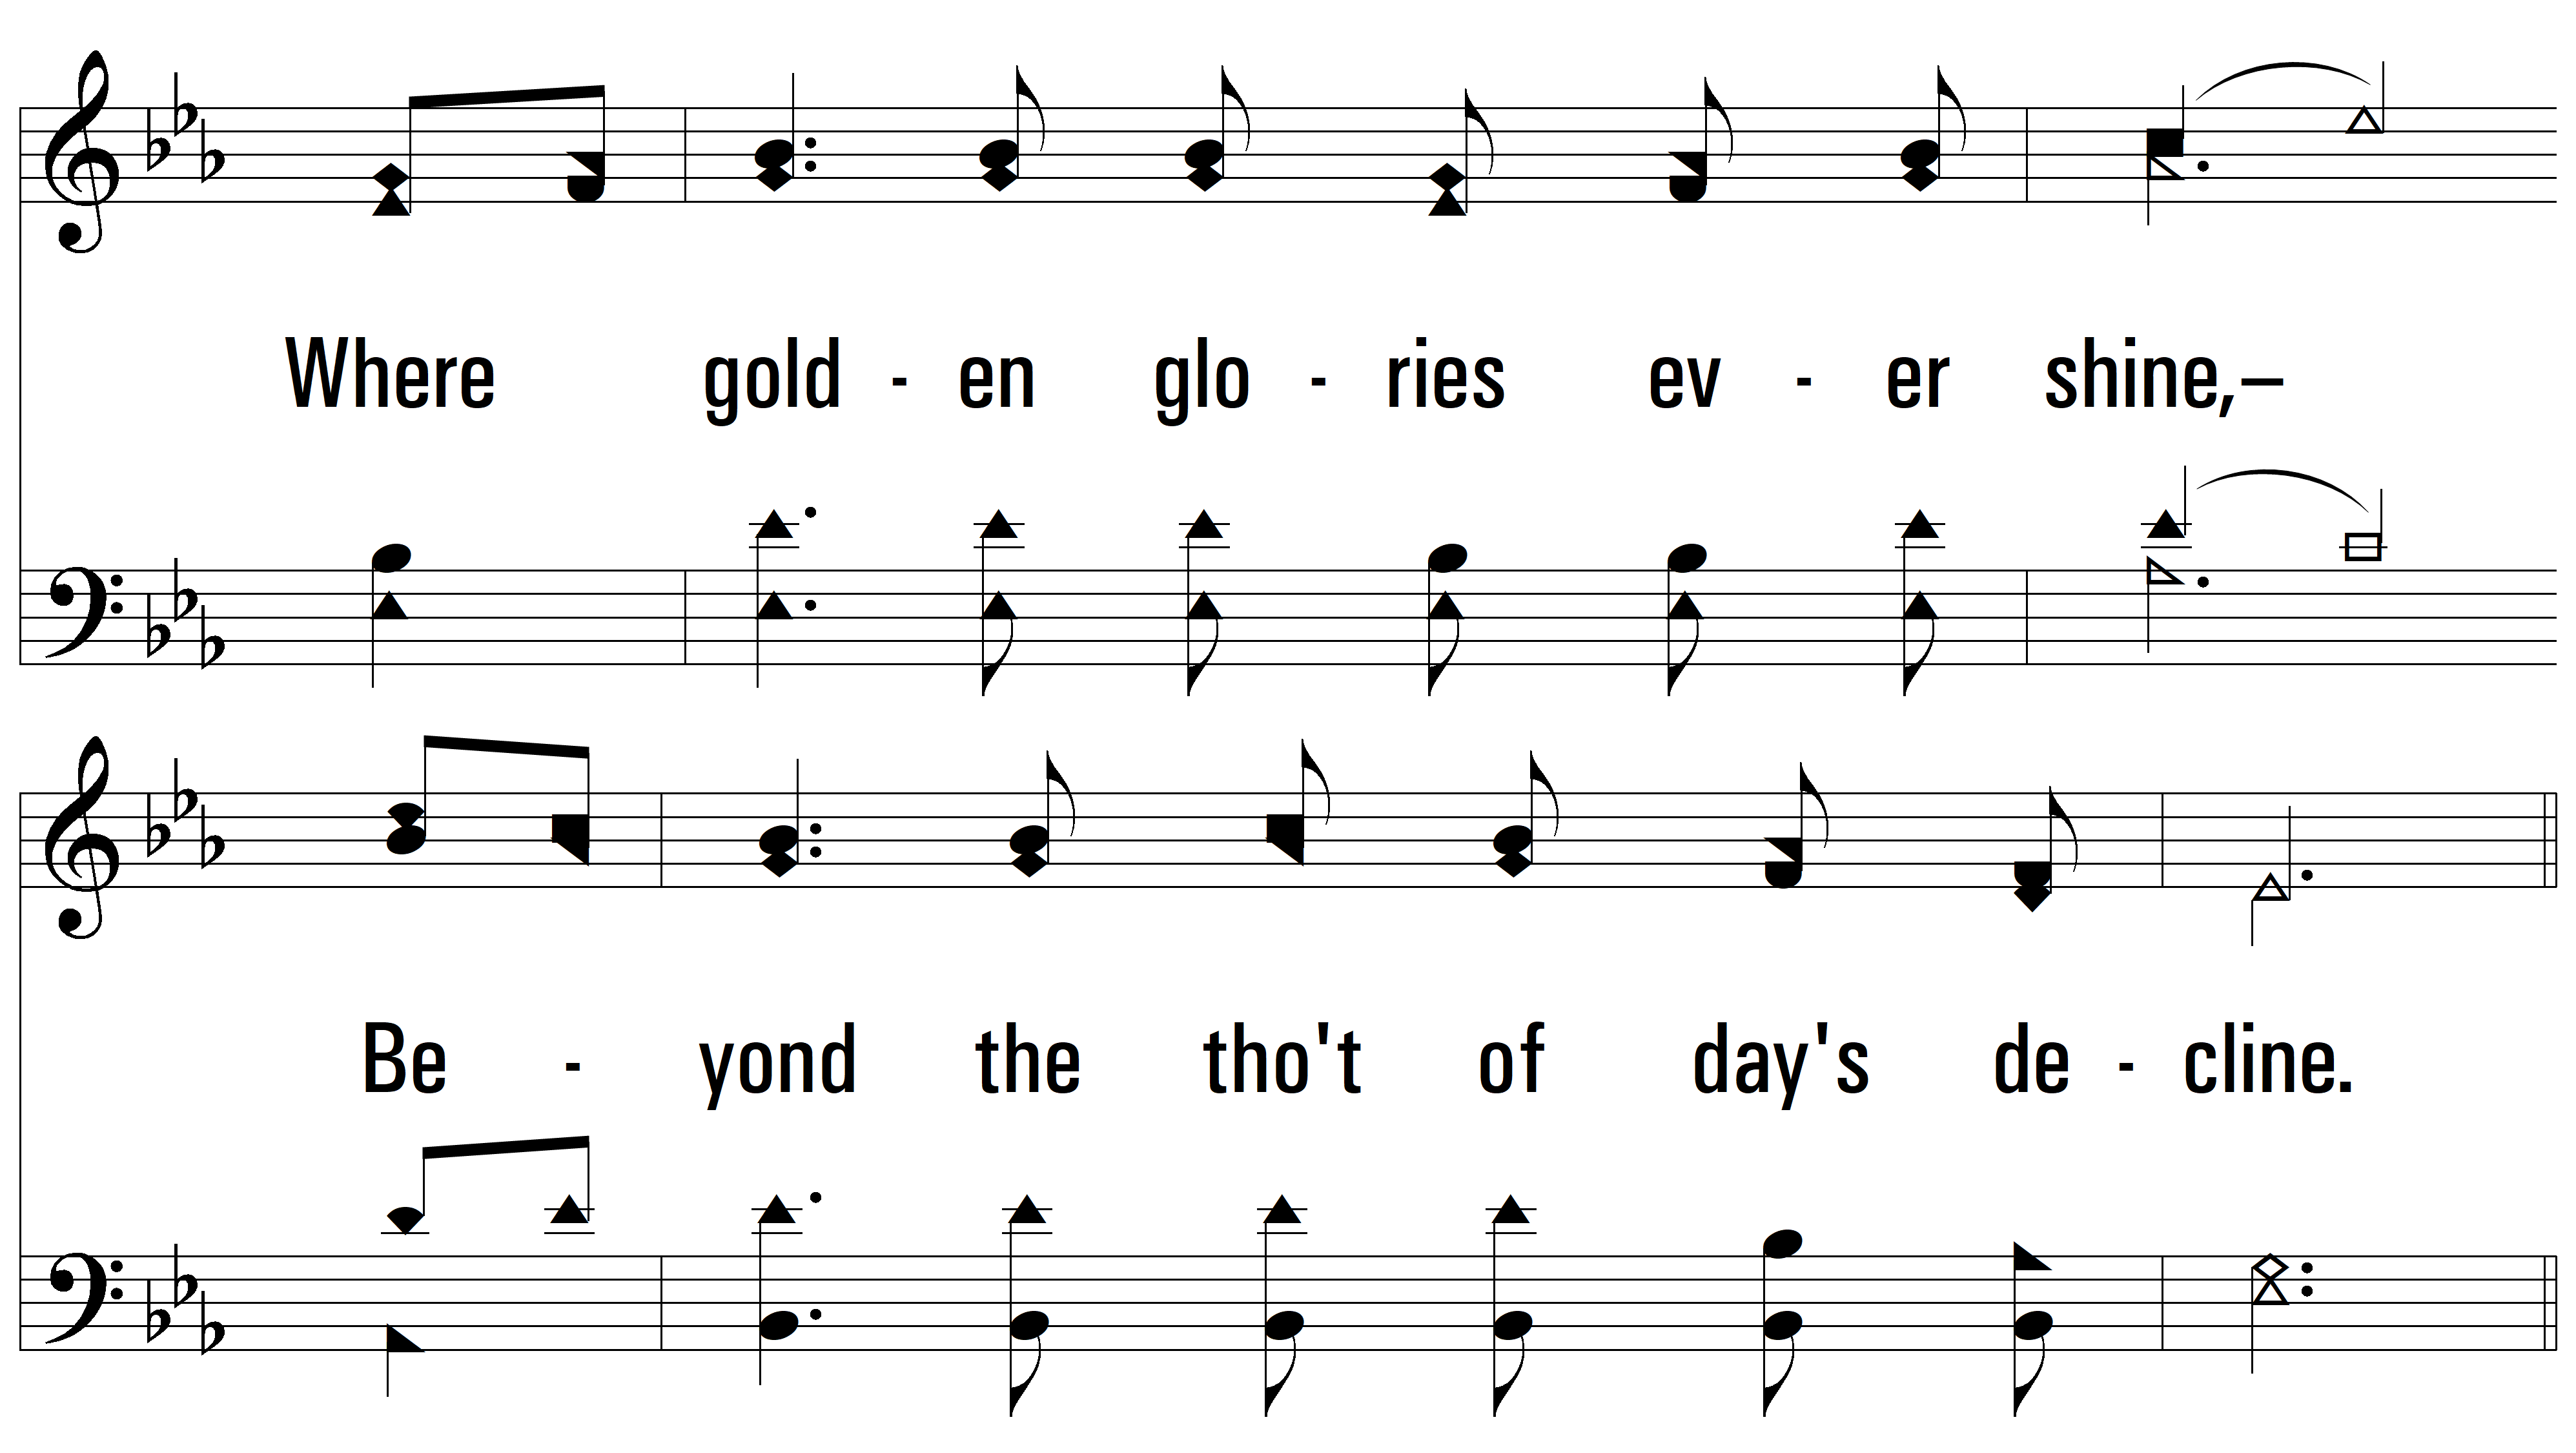 Where gold - en glo - ries ev - er shine,–
Be - yond the tho't of day's de - cline.